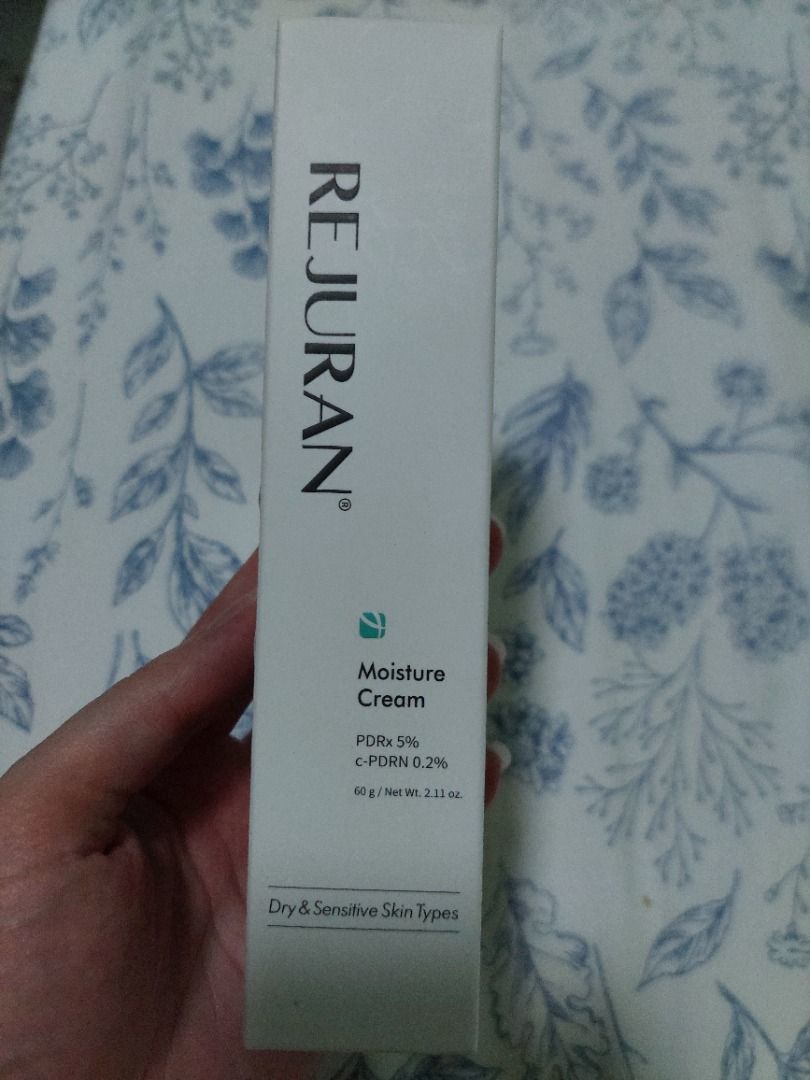 REJURAN®
Moisture
Cream
PDRx 5%
c-PDRN 0.2%
60 g / Net Wt. 2.11 oz.
Dry & Sensitive Skin Types